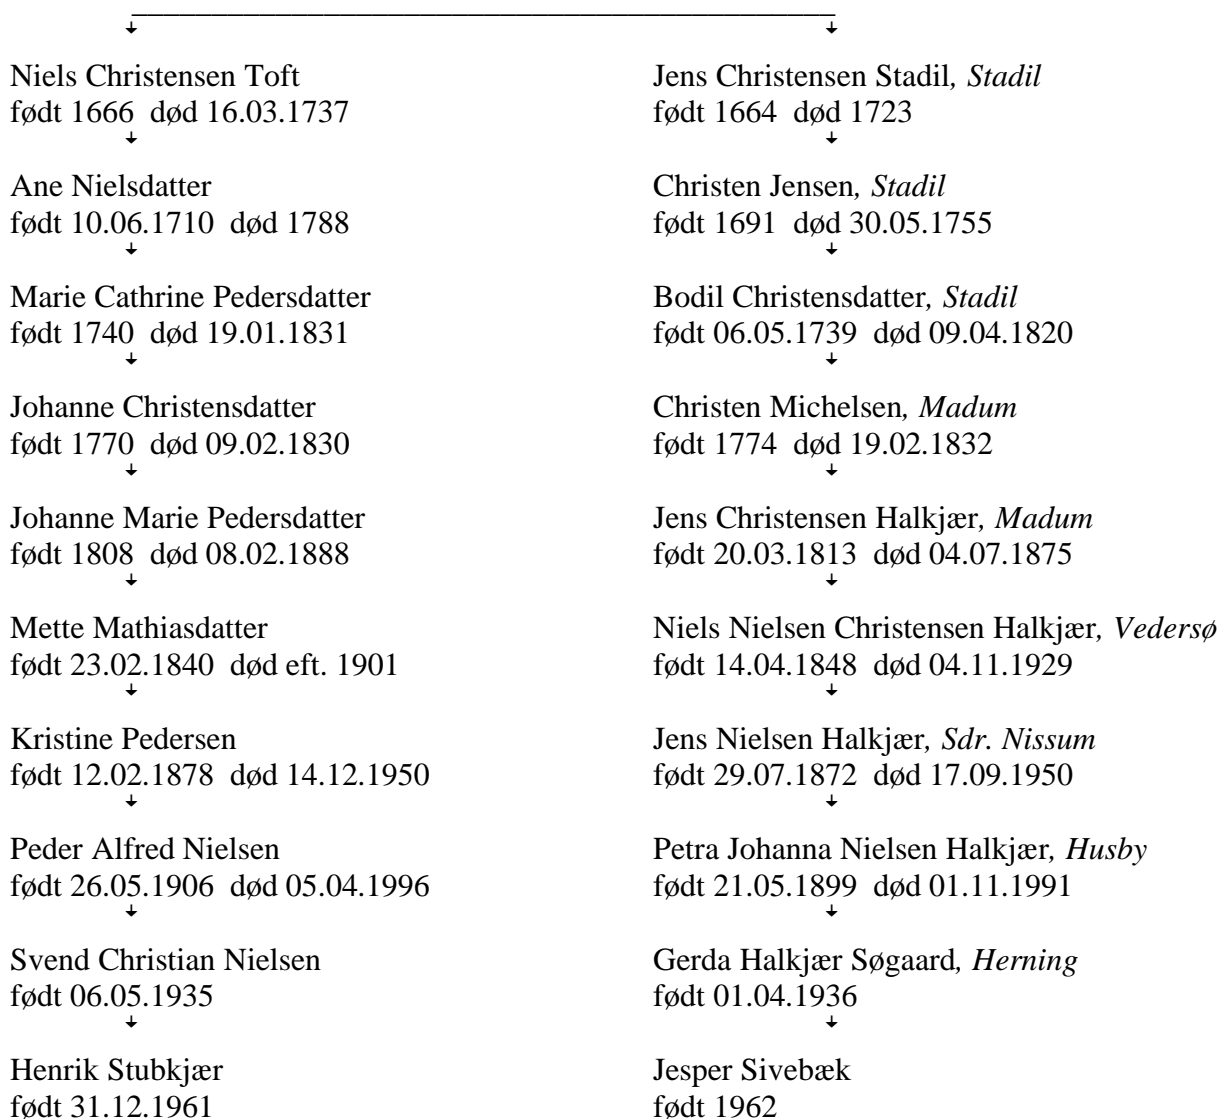 Niels Christensen Toft
født 1666 død 16.03.1737
Ane Nielsdatter
født 10.06.1710 død 1788
Marie Cathrine Pedersdatter
født 1740 død 19.01.1831
Johanne Christensdatter
født 1770 død 09.02.1830
Johanne Marie Pedersdatter
født 1808 død 08.02.1888
Mette Mathiasdatter
født 23.02.1840 død eft. 1901
Kristine Pedersen
født 12.02.1878 død 14.12.1950
Peder Alfred Nielsen
født 26.05.1906 død 05.04.1996
Svend Christian Nielsen
født 06.05.1935
Henrik Stubkjær
født 31.12.1961
Jens Christensen Stadil, Stadil
født 1664 død 1723
Christen Jensen, Stadil
født 1691 død 30.05.1755
Bodil Christensdatter, Stadil
født 06.05.1739 død 09.04.1820
Christen Michelsen, Madum
født 1774 død 19.02.1832
Jens Christensen Halkjær, Madum
født 20.03.1813 død 04.07.1875
Niels Nielsen Christensen Halkjær, Vedersø
født 14.04.1848 død 04.11.1929
Jens Nielsen Halkjær, Sdr. Nissum
født 29.07.1872 død 17.09.1950
Petra Johanna Nielsen Halkjær, Husby
født 21.05.1899 død 01.11.1991
Gerda Halkjær Søgaard, Herning
født 01.04.1936
Jesper Sivebæk
født 1962